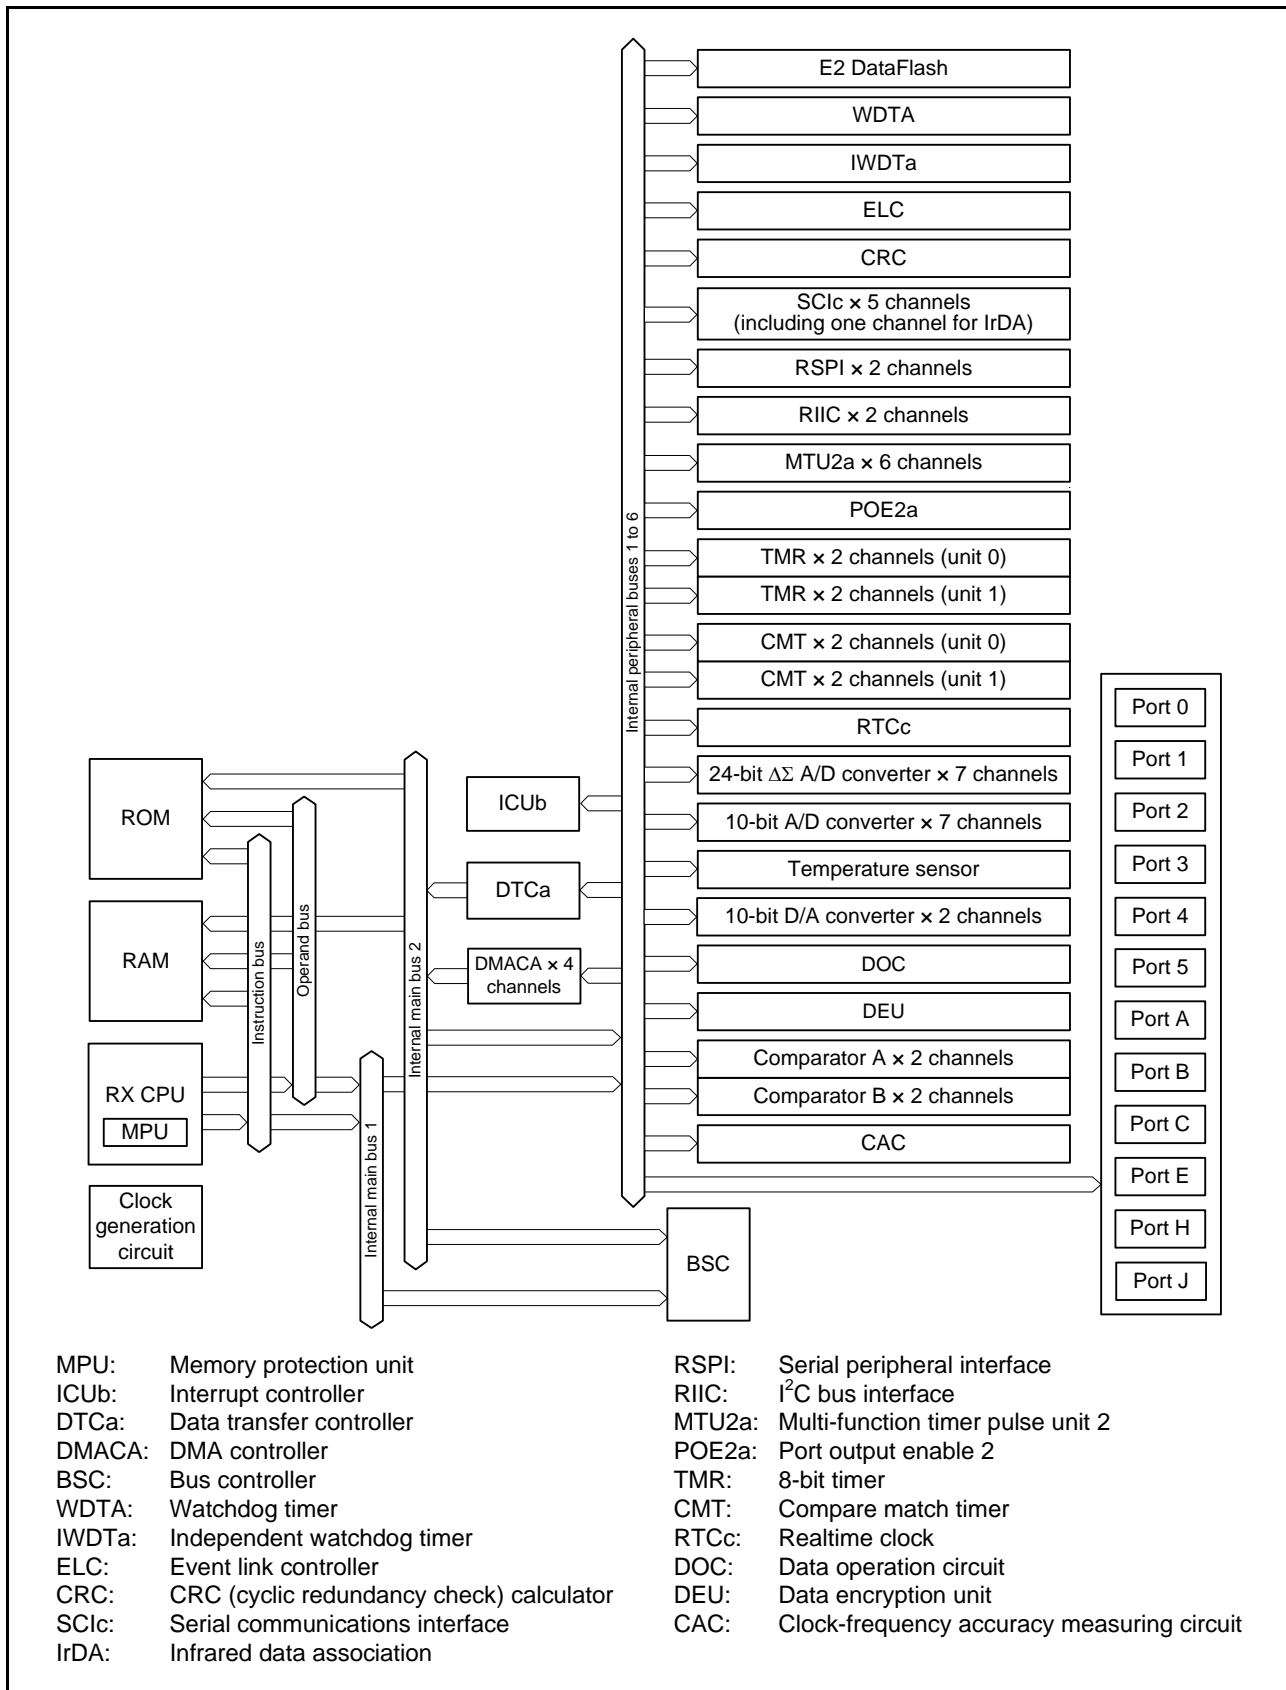 E2 DataFlash
WDTA
IWDTa
ELC
CRC
SCIc × 5 channels
(including one channel for IrDA)
RSPI × 2 channels
RIIC × 2 channels
MTU2a × 6 channels
POE2a
TMR × 2 channels (unit 0)
TMR × 2 channels (unit 1)
CMT × 2 channels (unit 0)
CMT × 2 channels (unit 1)
RTCc
24-bit ΔΣ A/D converter × 7 channels
10-bit A/D converter × 7 channels
Temperature sensor
10-bit D/A converter × 2 channels
DOC
DEU
Comparator A × 2 channels
Comparator B × 2 channels
CAC
Internal peripheral buses 1 to 6
Port 0
Port 1
Port 2
Port 3
Port 4
Port 5
Port A
Port B
Port C
Port E
Port H
Port J
ROM
RAM
RX CPU
MPU
Clock
generation
circuit
Instruction bus
Operand bus
Internal main bus 1
Internal main bus 2
ICUb
DTCa
DMACA × 4
channels
BSC
MPU: Memory protection unit
ICUb: Interrupt controller
DTCa: Data transfer controller
DMACA: DMA controller
BSC: Bus controller
WDTA: Watchdog timer
IWDTa: Independent watchdog timer
ELC: Event link controller
CRC: CRC (cyclic redundancy check) calculator
SCIc: Serial communications interface
IrDA: Infrared data association
RSPI: Serial peripheral interface
RIIC: I²C bus interface
MTU2a: Multi-function timer pulse unit 2
POE2a: Port output enable 2
TMR: 8-bit timer
CMT: Compare match timer
RTCc: Realtime clock
DOC: Data operation circuit
DEU: Data encryption unit
CAC: Clock-frequency accuracy measuring circuit